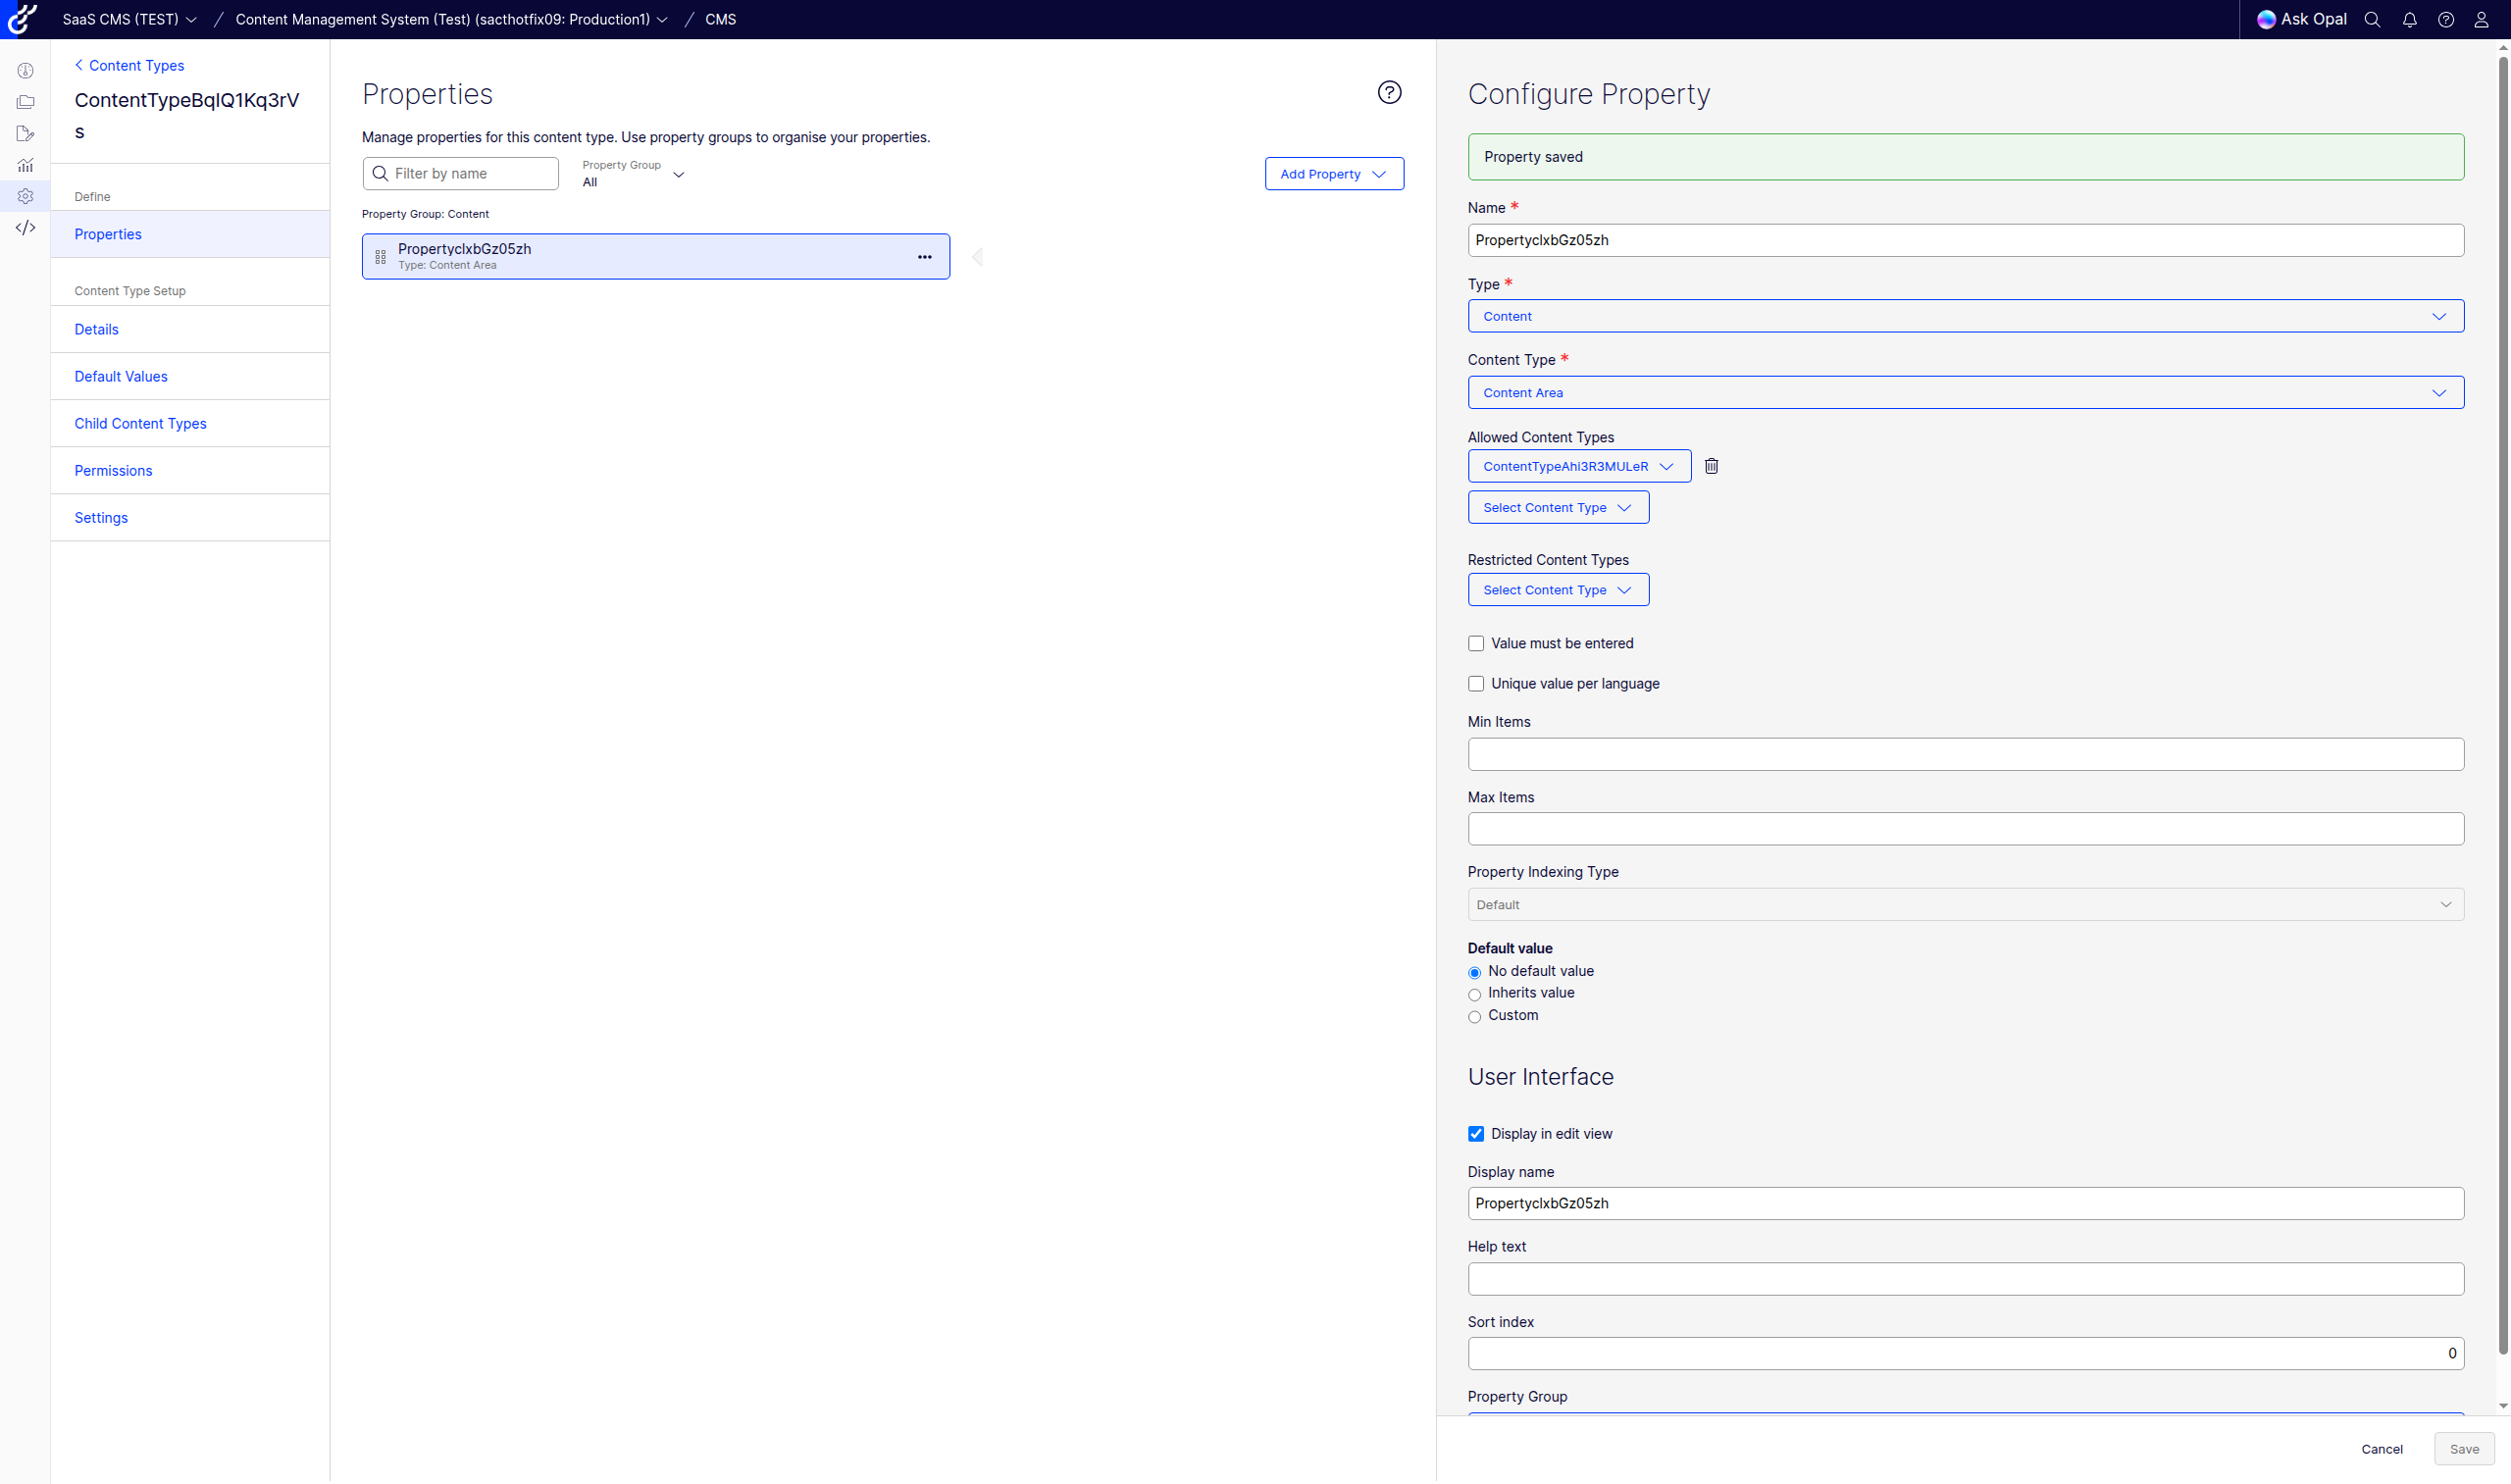 SaaS CMS (TEST) / Content Management System (Test) (sacthotfix09: Production1) / CMS
Ask Opal
Content Types
ContentTypeBqlQ1Kq3rV
S
Define
Properties
Content Type Setup
Details
Default Values
Child Content Types
Permissions
Settings
Properties
Manage properties for this content type. Use property groups to organise your properties.
Filter by name
Property Group
All
Add Property
Property Group: Content
PropertyclxbGz05zh
Type: Content Area
Configure Property
Property saved
Name *
PropertyclxbGz05zh
Type *
Content
Content Type *
Content Area
Allowed Content Types
ContentTypeAhi3R3MULeR
Select Content Type
Restricted Content Types
Select Content Type
Value must be entered
Unique value per language
Min Items
Max Items
Property Indexing Type
Default
Default value
No default value
Inherits value
Custom
User Interface
Display in edit view
Display name
PropertyclxbGz05zh
Help text
Sort index
0
Property Group
Cancel
Save